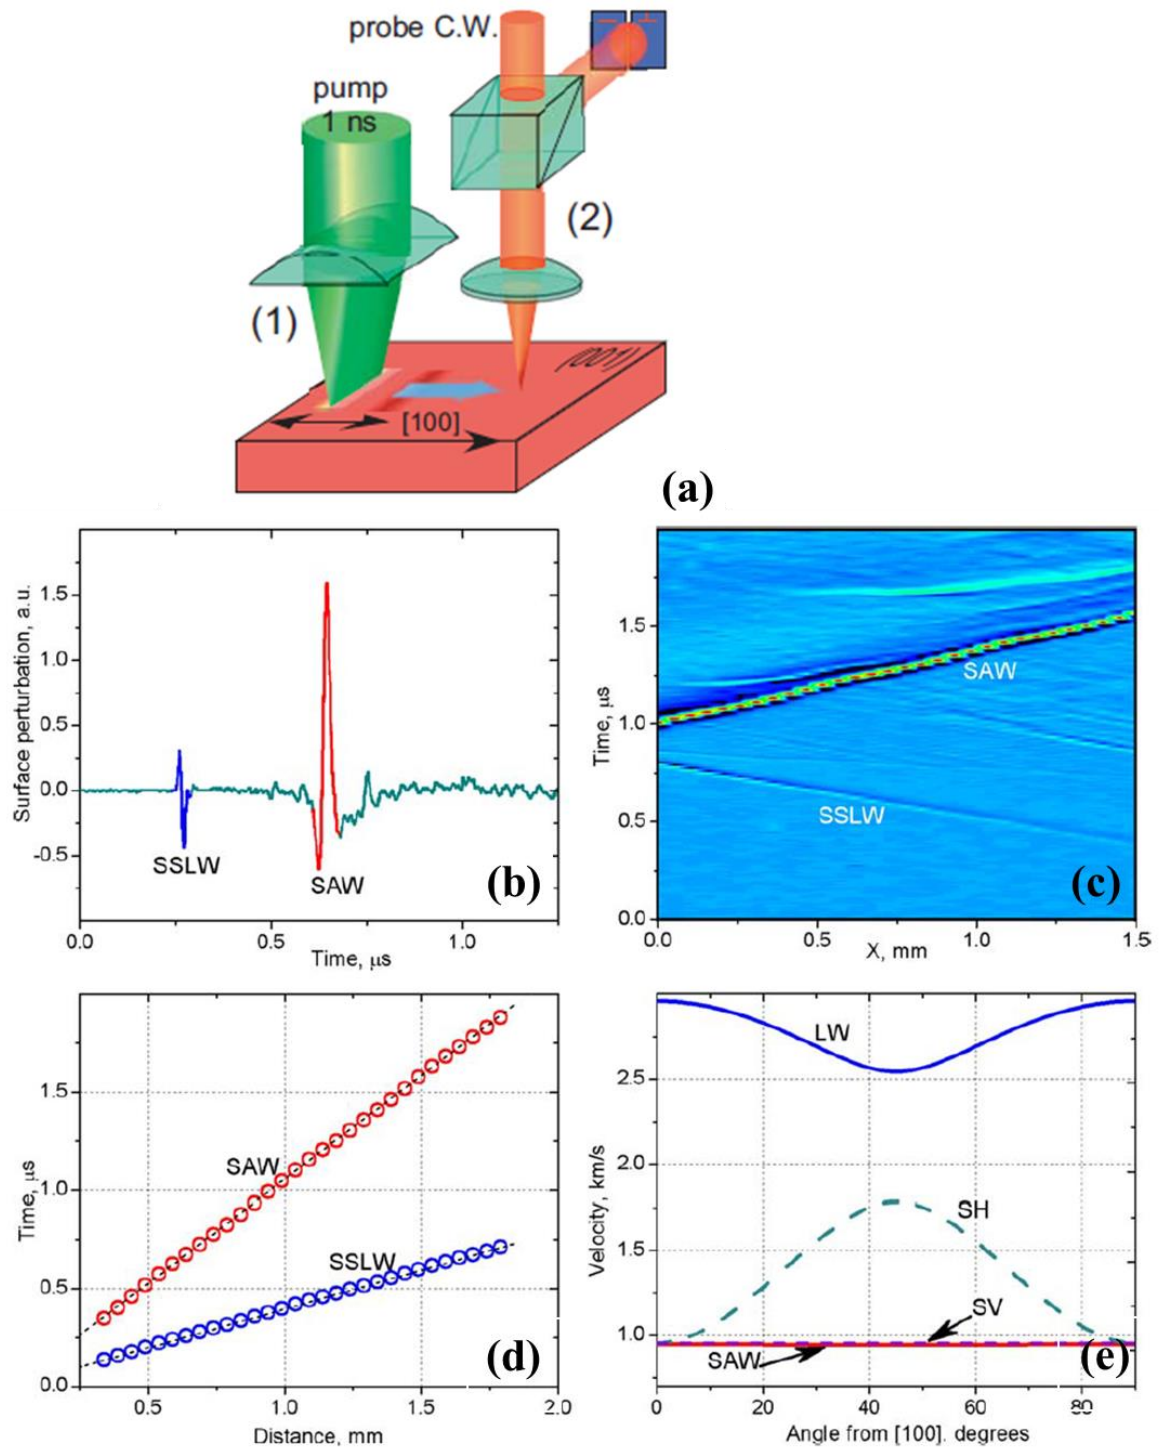 probe C.W.
pump
1 ns
(2)
(1)
(001)
[100]
(a)
Surface perturbation, a.u.
1.5
1.0
0.5
0.0
-0.5
SSLW
SAW
(b)
0.0
0.5
1.0
Time, μs
Time, μs
1.5
1.0
0.5
0.0
SAW
SSLW
(c)
0.0
0.5
1.0
1.5
X, mm
Time, μs
1.5
1.0
0.5
0.0
SAW
SSLW
(d)
0.5
1.0
1.5
2.0
Distance, mm
Velocity, km/s
2.5
2.0
1.5
1.0
LW
SH
SV
SAW
(e)
0
20
40
60
80
Angle from [100]. degrees